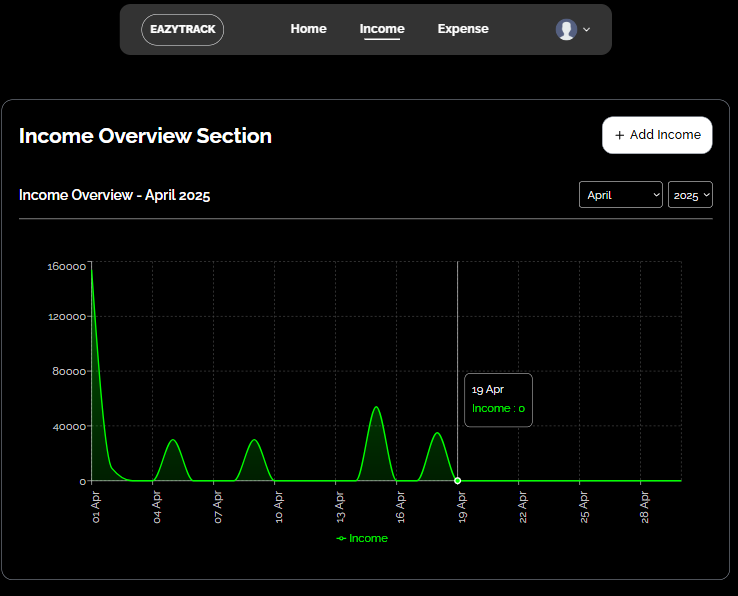 EAZYTRACK Home Income Expense
Income Overview Section
+ Add Income
Income Overview - April 2025
April 2025
160000
120000
80000
40000
0
19 Apr
Income : 0
01 Apr 04 Apr 07 Apr 10 Apr 13 Apr 16 Apr 19 Apr 22 Apr 25 Apr 28 Apr
Income